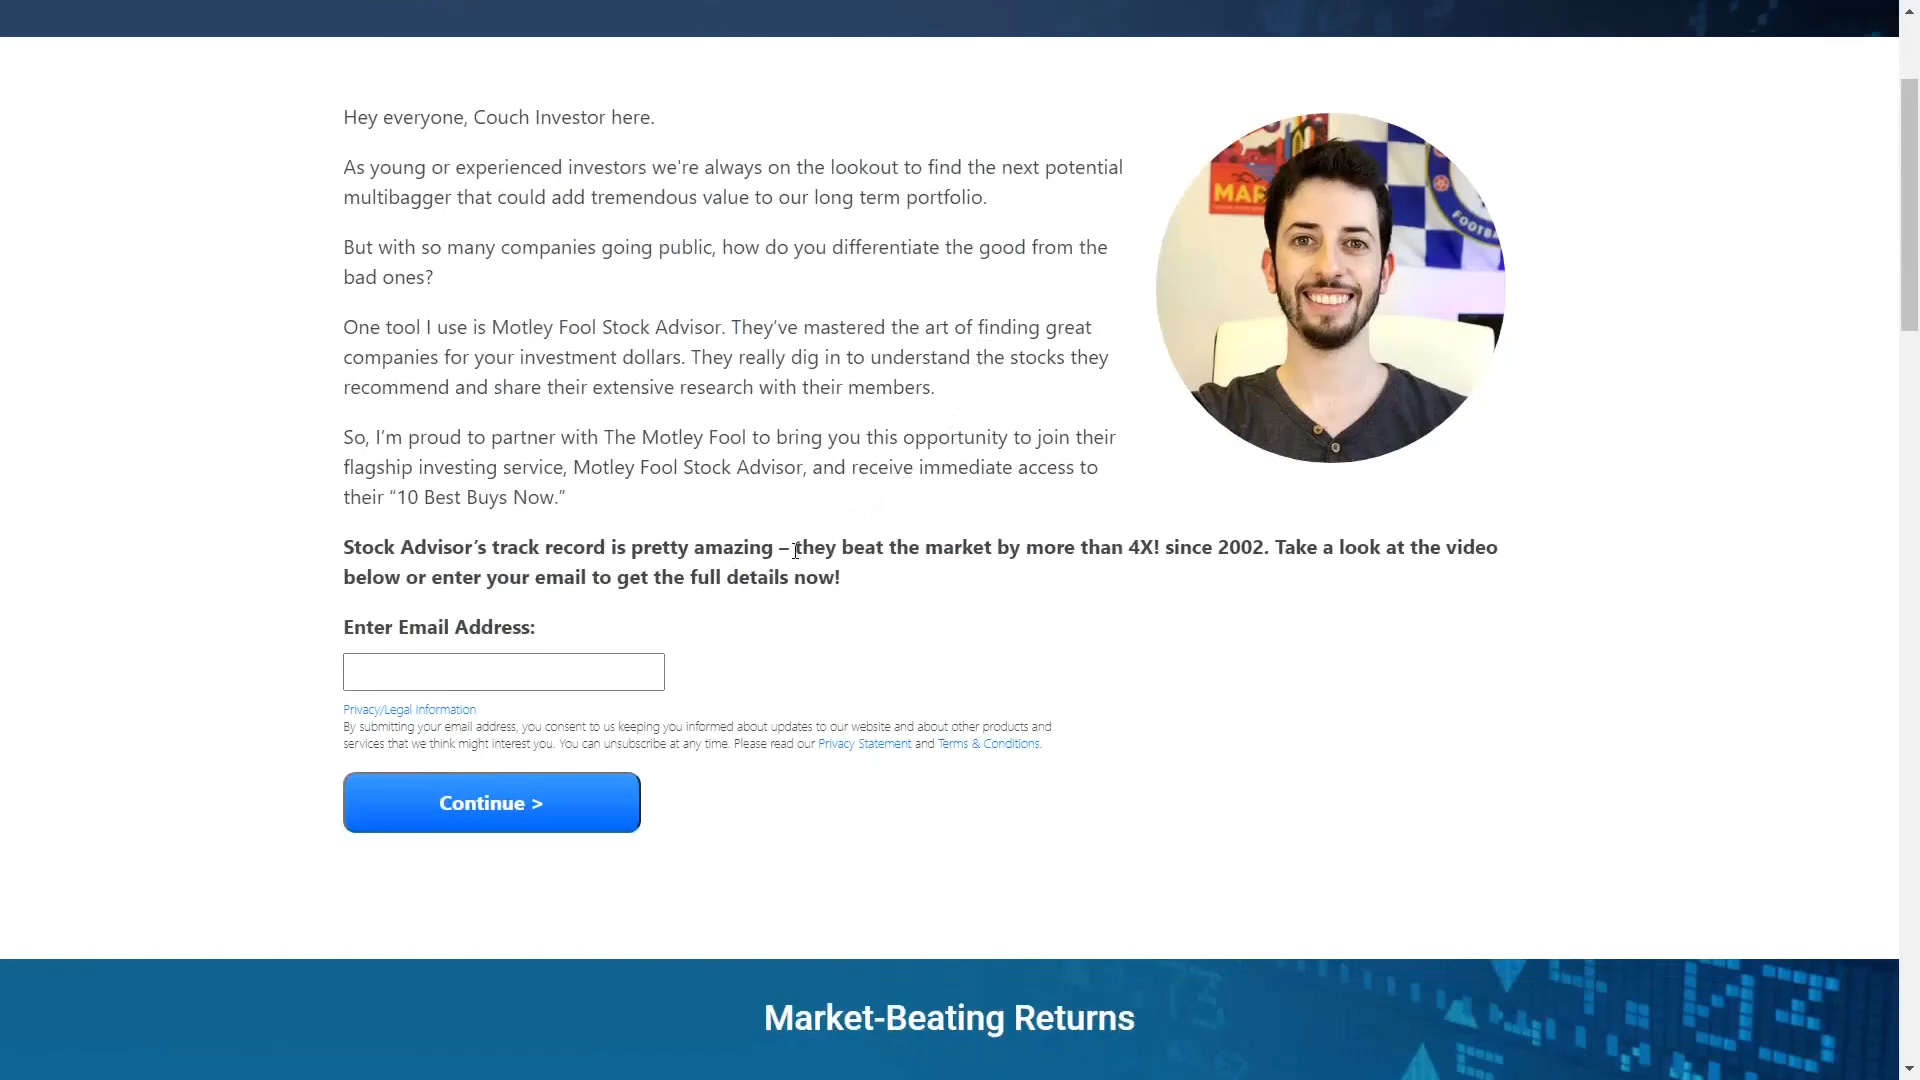 Hey everyone, Couch Investor here.
As young or experienced investors we're always on the lookout to find the next potential
multibagger that could add tremendous value to our long term portfolio.
But with so many companies going public, how do you differentiate the good from the
bad ones?
One tool I use is Motley Fool Stock Advisor. They’ve mastered the art of finding great
companies for your investment dollars. They really dig in to understand the stocks they
recommend and share their extensive research with their members.
So, I’m proud to partner with The Motley Fool to bring you this opportunity to join their
flagship investing service, Motley Fool Stock Advisor, and receive immediate access to
their “10 Best Buys Now.”
MAR
FOOTB
Stock Advisor’s track record is pretty amazing – they beat the market by more than 4X! since 2002. Take a look at the video
below or enter your email to get the full details now!
Enter Email Address:
Privacy/Legal Information
By submitting your email address, you consent to us keeping you informed about updates to our website and about other products and
services that we think might interest you. You can unsubscribe at any time. Please read our Privacy Statement and Terms & Conditions.
Continue >
Market-Beating Returns